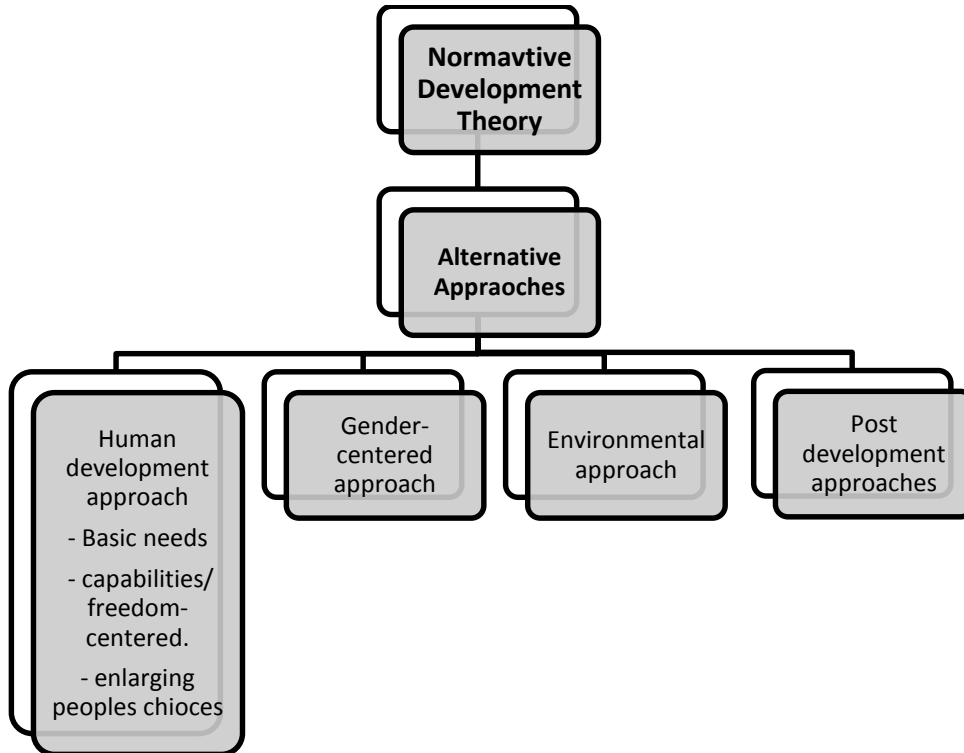 Normavtive
Development
Theory
Alternative
Appraoches
Human
development
approach
- Basic needs
- capabilities/
freedom-
centered.
- enlarging
peoples chioces
Gender-
centered
approach
Environmental
approach
Post
development
approaches